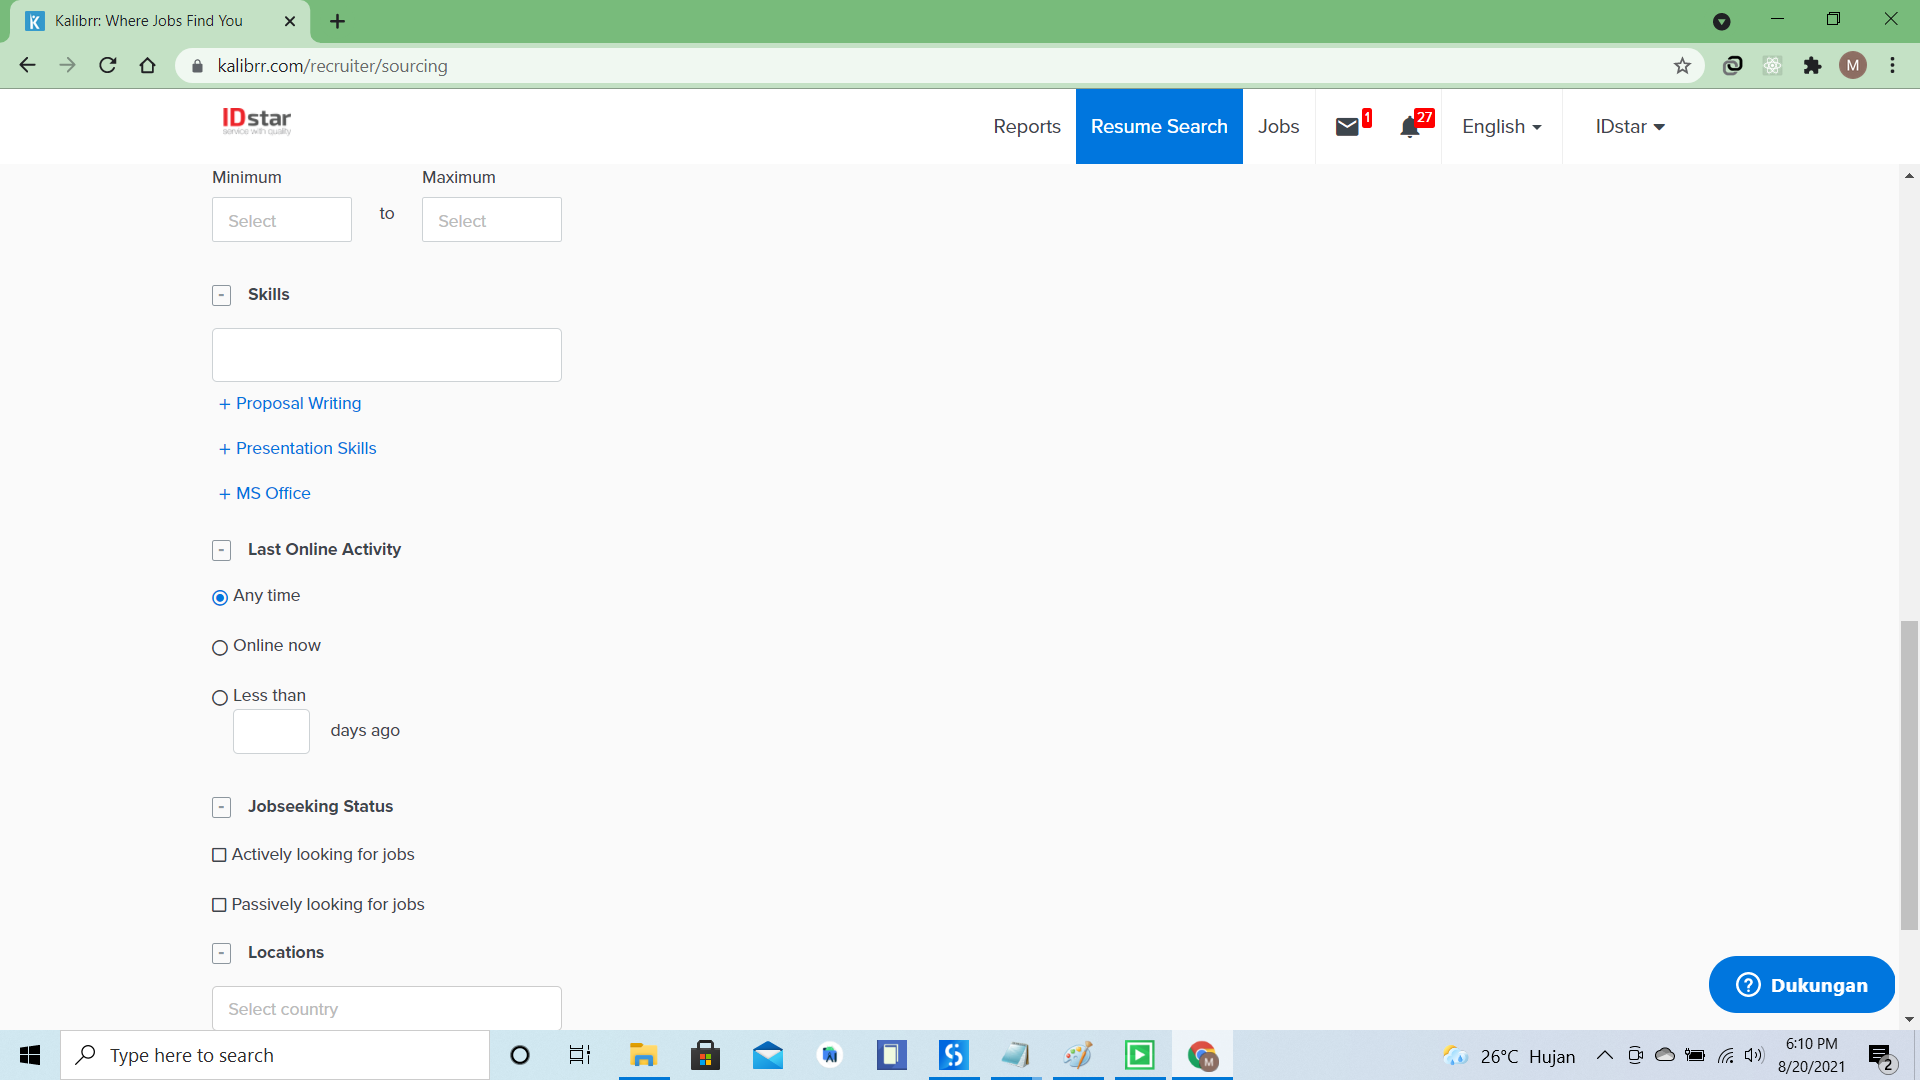 Kalibrr: Where Jobs Find You
kalibrr.com/recruiter/sourcing
M
IDstar
service with quality
Reports
Resume Search
Jobs
1
27
English
IDstar
Minimum
Maximum
Select
to
Select
- Skills
+ Proposal Writing
+ Presentation Skills
+ MS Office
- Last Online Activity
Any time
Online now
Less than
days ago
- Jobseeking Status
Actively looking for jobs
Passively looking for jobs
- Locations
Select country
? Dukungan
Type here to search
26°C Hujan
6:10 PM
8/20/2021
2